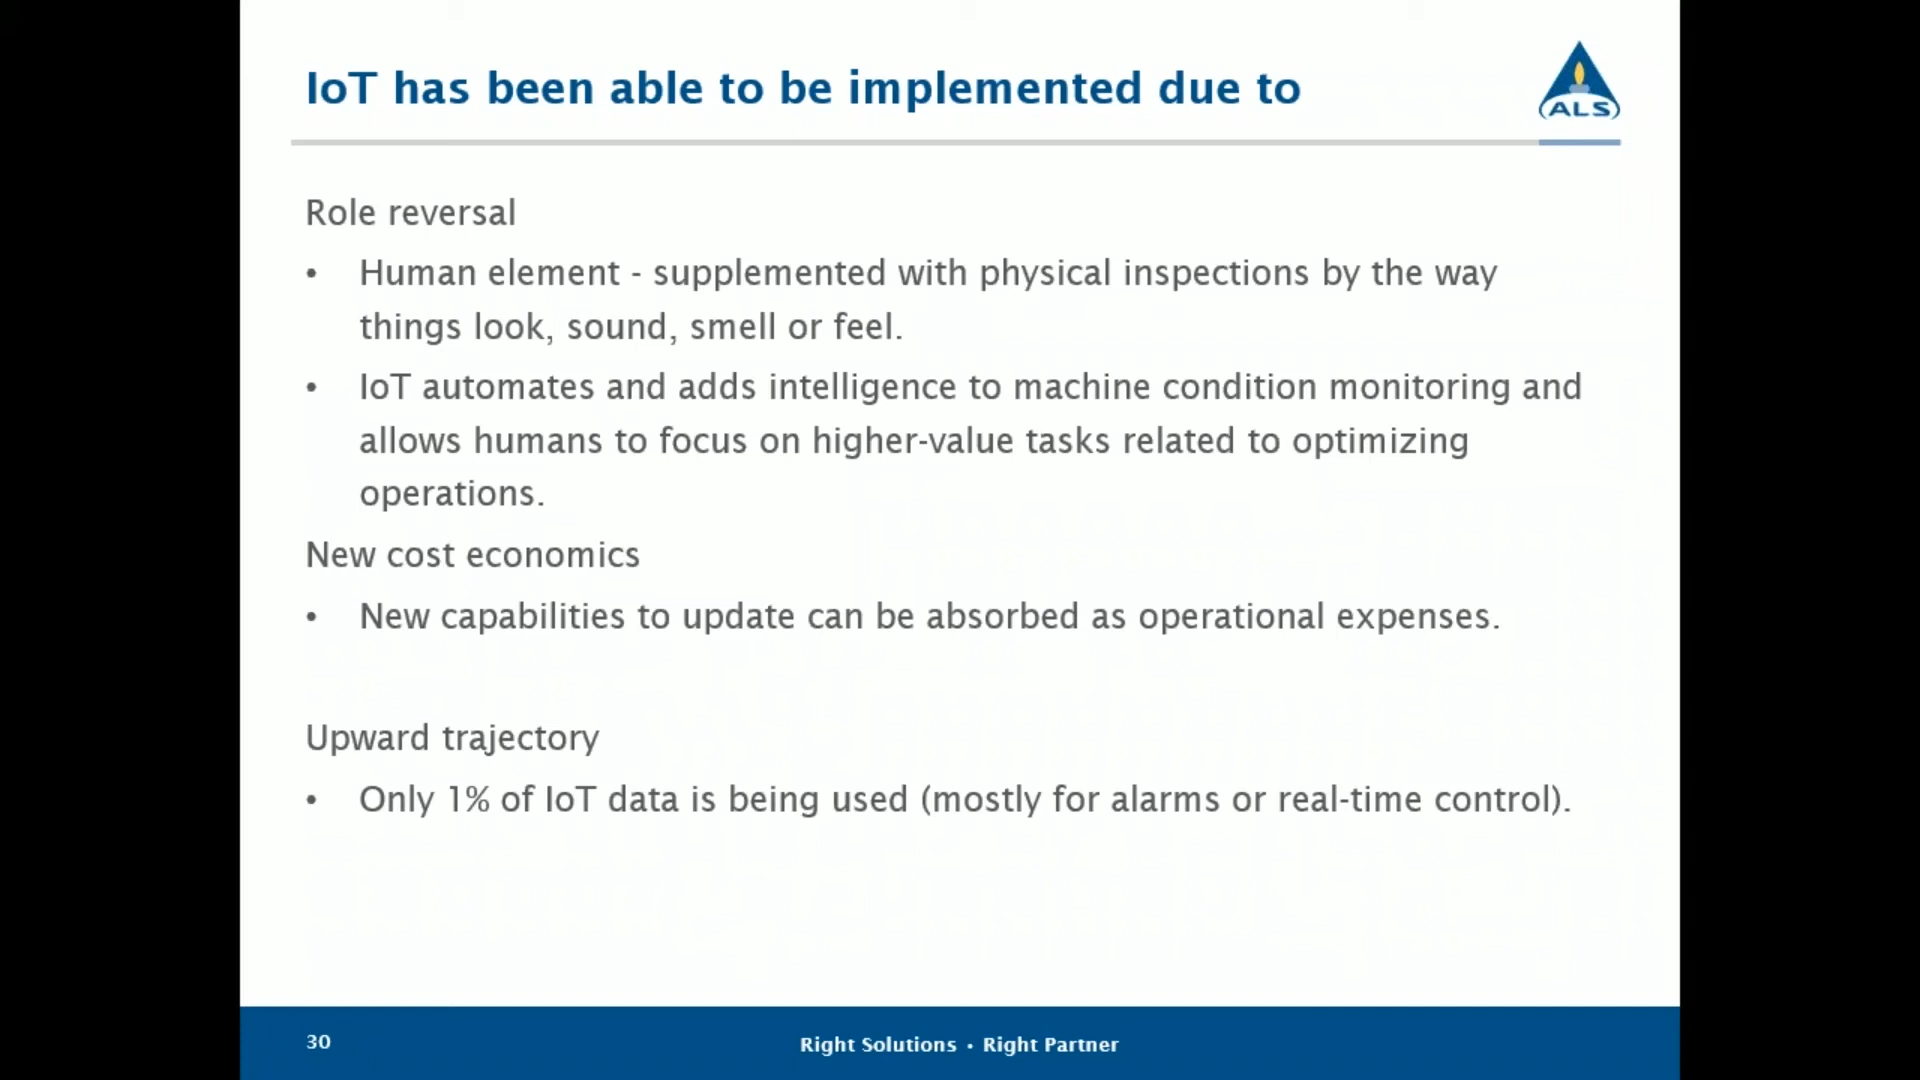 IoT has been able to be implemented due to
ALS
Role reversal
• Human element - supplemented with physical inspections by the way
things look, sound, smell or feel.
• IoT automates and adds intelligence to machine condition monitoring and
allows humans to focus on higher-value tasks related to optimizing
operations.
New cost economics
• New capabilities to update can be absorbed as operational expenses.
Upward trajectory
• Only 1% of IoT data is being used (mostly for alarms or real-time control).
30
Right Solutions • Right Partner